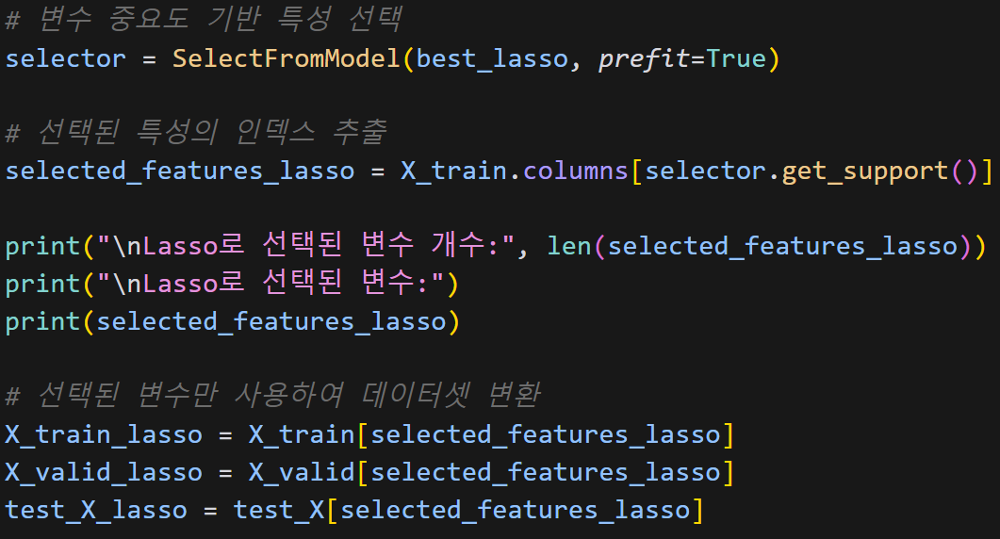 # 변수 중요도 기반 특성 선택
selector = SelectFromModel(best_lasso, prefit=True)
# 선택된 특성의 인덱스 추출
selected_features_lasso = X_train.columns[selector.get_support()]
print("\nLasso로 선택된 변수 개수:", len(selected_features_lasso))
print("\nLasso로 선택된 변수:")
print(selected_features_lasso)
# 선택된 변수만 사용하여 데이터셋 변환
X_train_lasso = X_train[selected_features_lasso]
X_valid_lasso = X_valid[selected_features_lasso]
test_X_lasso = test_X[selected_features_lasso]